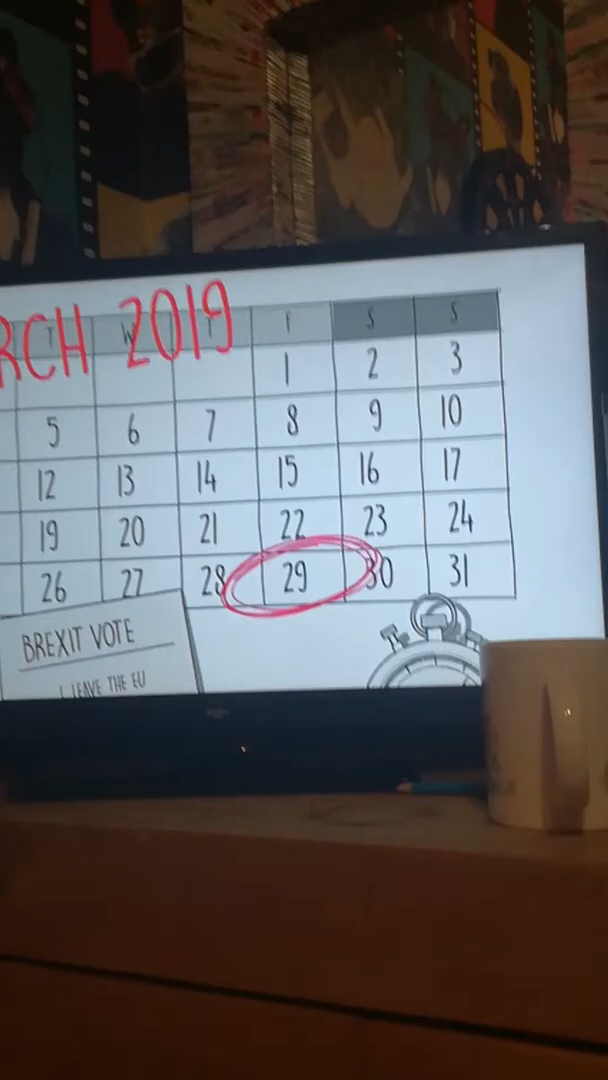 RCH 2019
T W T F S S
1 2 3
5 6 7 8 9 10
12 13 14 15 16 17
19 20 21 22 23 24
26 27 28 29 30 31
BREXIT VOTE
LEAVE THE EU